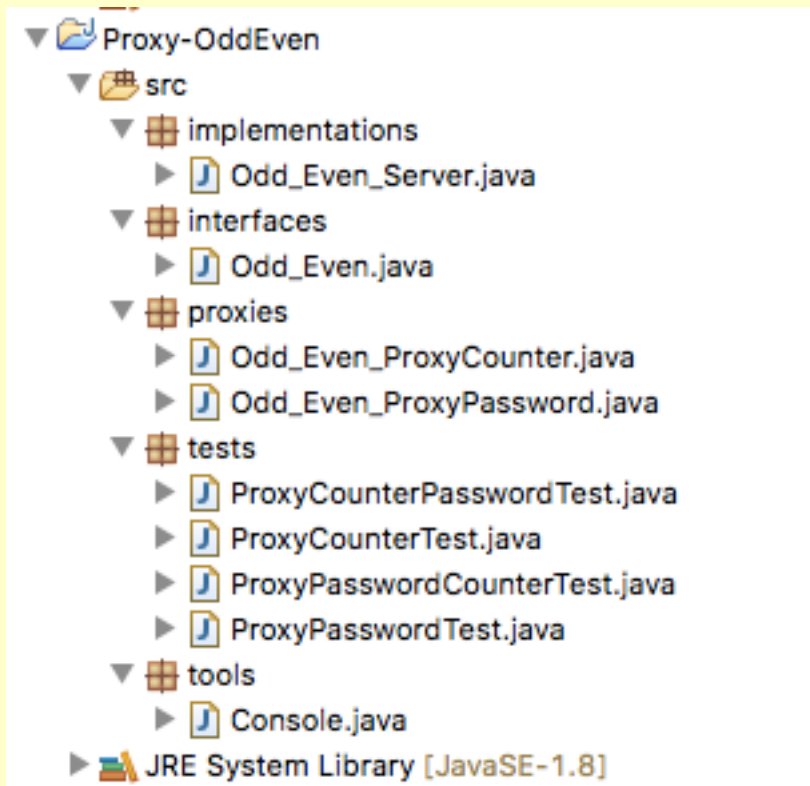 Proxy-OddEven
src
implementations
Odd_Even_Server.java
interfaces
Odd_Even.java
proxies
Odd_Even_ProxyCounter.java
Odd_Even_ProxyPassword.java
tests
ProxyCounterPasswordTest.java
ProxyCounterTest.java
ProxyPasswordCounterTest.java
ProxyPasswordTest.java
tools
Console.java
JRE System Library [JavaSE-1.8]